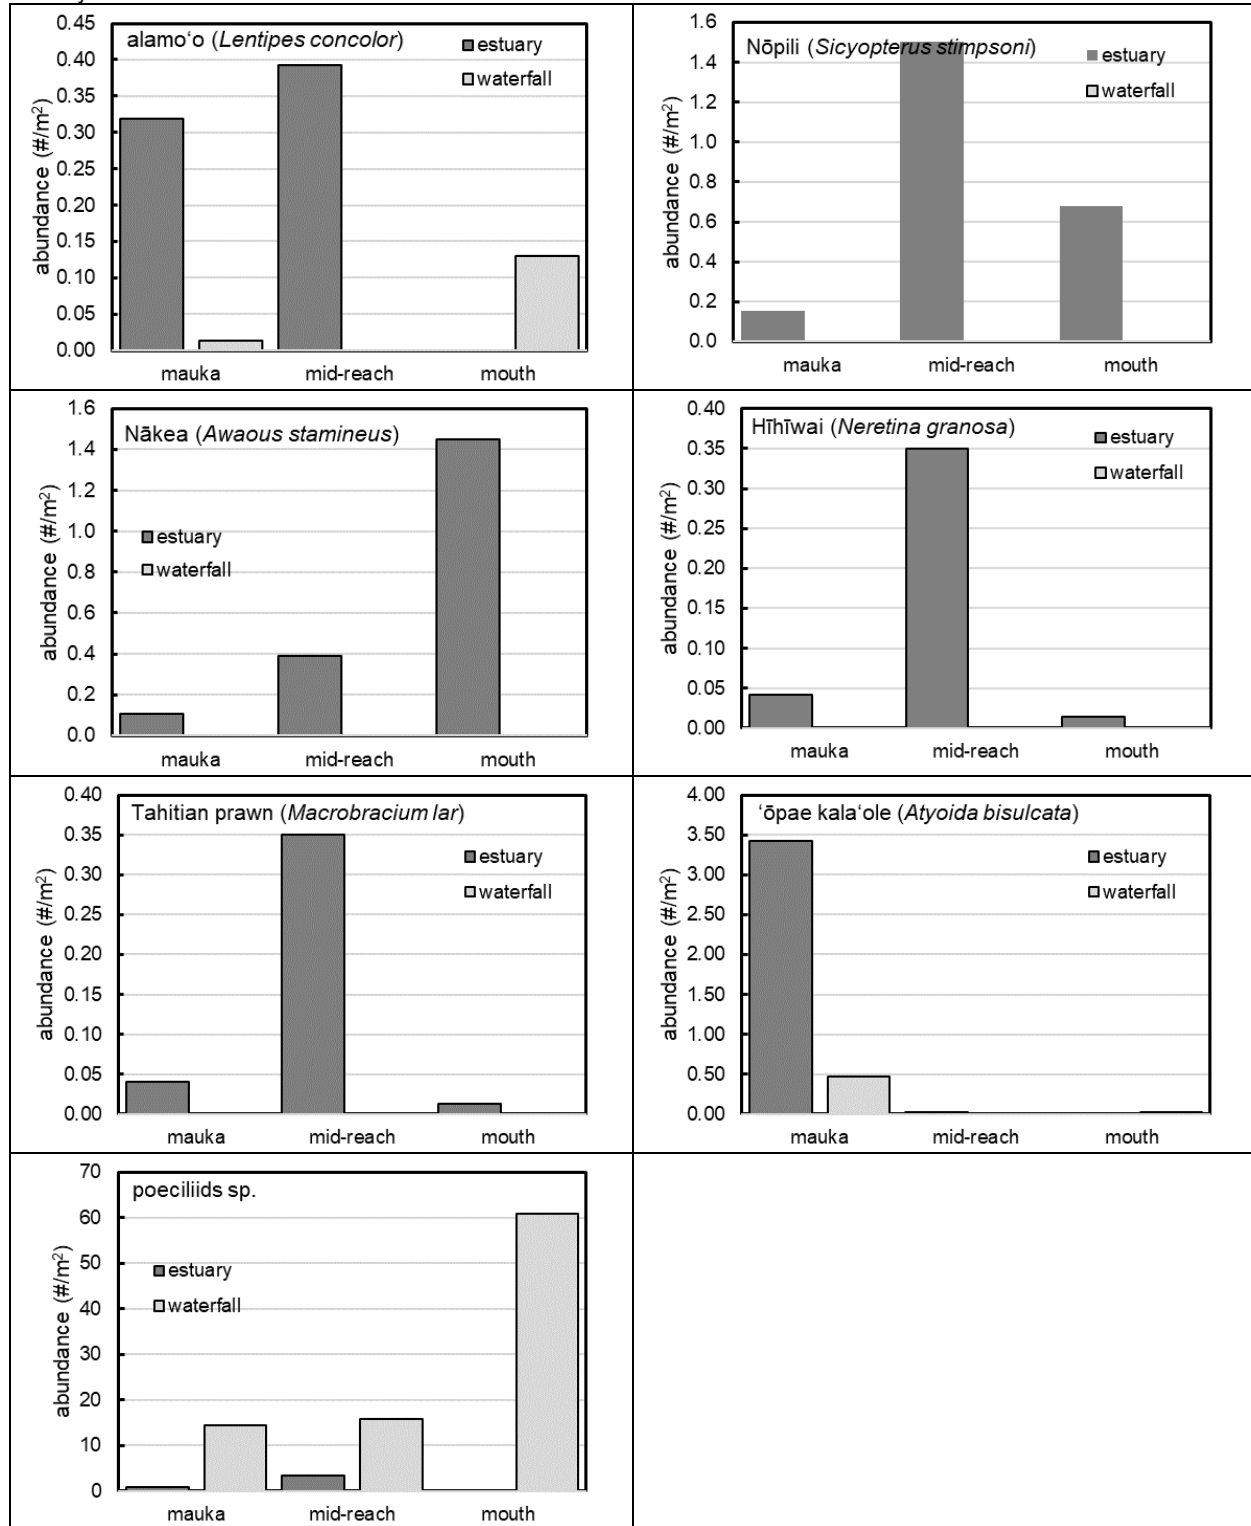 alamoʻo (Lentipes concolor)
estuary
waterfall
abundance (#/m²)
0.45
0.40
0.35
0.30
0.25
0.20
0.15
0.10
0.05
0.00
mauka mid-reach mouth
Nōpili (Sicyopterus stimpsoni)
estuary
waterfall
abundance (#/m²)
1.6
1.4
1.2
1.0
0.8
0.6
0.4
0.2
0.0
mauka mid-reach mouth
Nākea (Awaous stamineus)
estuary
waterfall
abundance (#/m²)
1.6
1.4
1.2
1.0
0.8
0.6
0.4
0.2
0.0
mauka mid-reach mouth
Hīhīwai (Neretina granosa)
estuary
waterfall
abundance (#/m²)
0.40
0.35
0.30
0.25
0.20
0.15
0.10
0.05
0.00
mauka mid-reach mouth
Tahitian prawn (Macrobracium lar)
estuary
waterfall
abundance (#/m²)
0.40
0.35
0.30
0.25
0.20
0.15
0.10
0.05
0.00
mauka mid-reach mouth
ʻōpae kalaʻole (Atyoida bisulcata)
estuary
waterfall
abundance (#/m²)
4.00
3.50
3.00
2.50
2.00
1.50
1.00
0.50
0.00
mauka mid-reach mouth
poeciliids sp.
estuary
waterfall
abundance (#/m²)
70
60
50
40
30
20
10
0
mauka mid-reach mouth